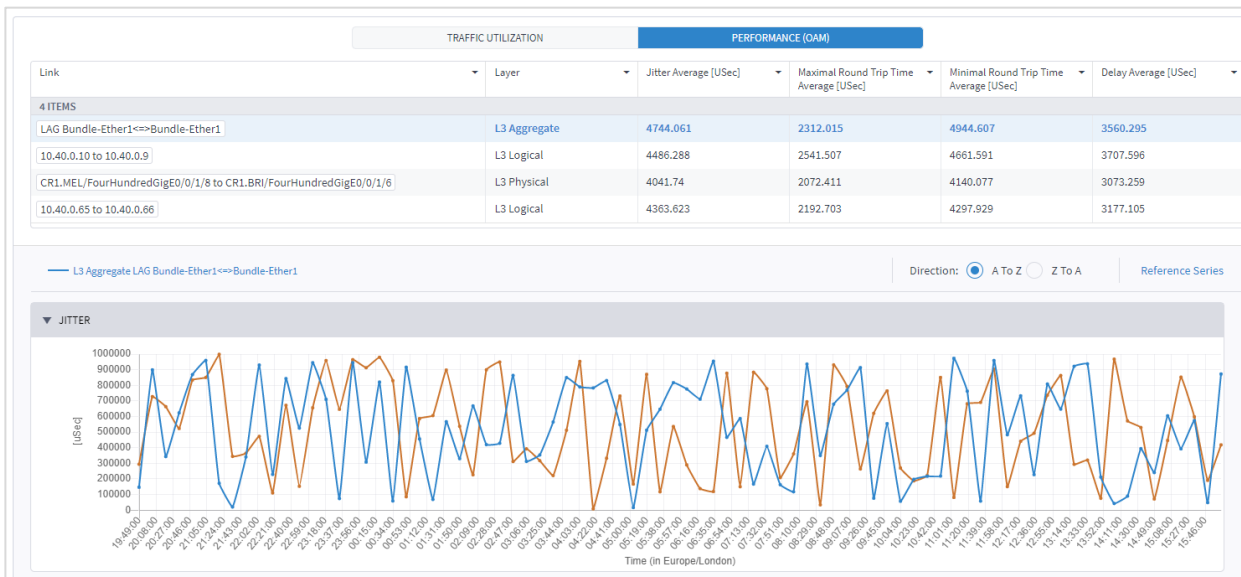 TRAFFIC UTILIZATION PERFORMANCE (OAM)
Link Layer Jitter Average [USec] Maximal Round Trip Time Average [USec] Minimal Round Trip Time Average [USec] Delay Average [USec]
4 ITEMS
LAG Bundle-Ether1<=>Bundle-Ether1 L3 Aggregate 4744.061 2312.015 4944.607 3560.295
10.40.0.10 to 10.40.0.9 L3 Logical 4486.288 2541.507 4661.591 3707.596
CR1.MEL/FourHundredGigE0/0/1/8 to CR1.BRI/FourHundredGigE0/0/1/6 L3 Physical 4041.74 2072.411 4140.077 3073.259
10.40.0.65 to 10.40.0.66 L3 Logical 4363.623 2192.703 4297.929 3177.105
L3 Aggregate LAG Bundle-Ether1<=>Bundle-Ether1 Direction: A To Z Z To A Reference Series
JITTER
1000000
900000
800000
700000
600000
500000
400000
300000
200000
100000
0
[uSec]
19:49:00 20:08:00 20:27:00 20:46:00 21:05:00 21:24:00 21:43:00 22:02:00 22:21:00 22:40:00 22:59:00 23:18:00 23:37:00 23:56:00 00:15:00 00:34:00 00:53:00 01:12:00 01:31:00 01:50:00 02:09:00 02:28:00 02:47:00 03:06:00 03:25:00 03:44:00 04:03:00 04:22:00 04:41:00 05:00:00 05:19:00 05:38:00 05:57:00 06:16:00 06:35:00 06:54:00 07:13:00 07:32:00 07:51:00 08:10:00 08:29:00 08:48:00 09:07:00 09:26:00 09:45:00 10:04:00 10:23:00 10:42:00 11:01:00 11:20:00 11:39:00 11:58:00 12:17:00 12:36:00 12:55:00 13:14:00 13:33:00 13:52:00 14:11:00 14:30:00 14:49:00 15:08:00 15:27:00 15:46:00
Time (in Europe/London)